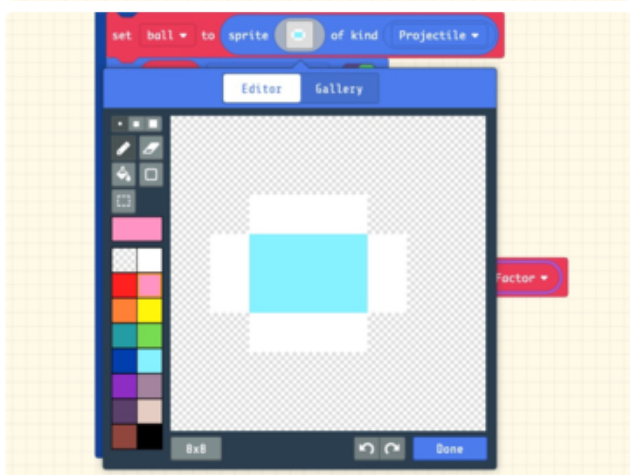 set ball to sprite of kind Projectile
Editor Gallery
Factor
8x8 Done